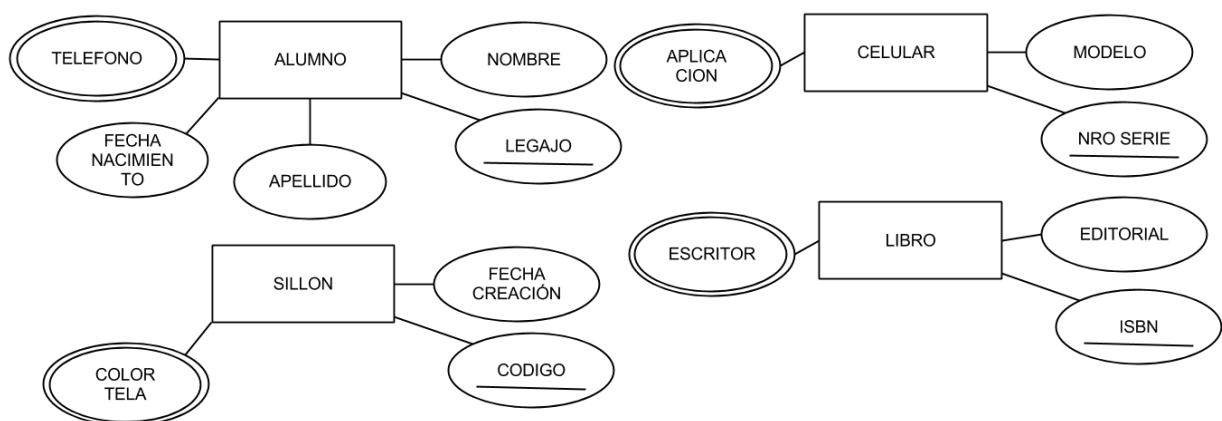 TELEFONO
ALUMNO
NOMBRE
FECHA
NACIMIEN
TO
APELLIDO
LEGAJO
APLICA
CION
CELULAR
MODELO
NRO SERIE
SILLON
FECHA
CREACIÓN
COLOR
TELA
CODIGO
ESCRITOR
LIBRO
EDITORIAL
ISBN